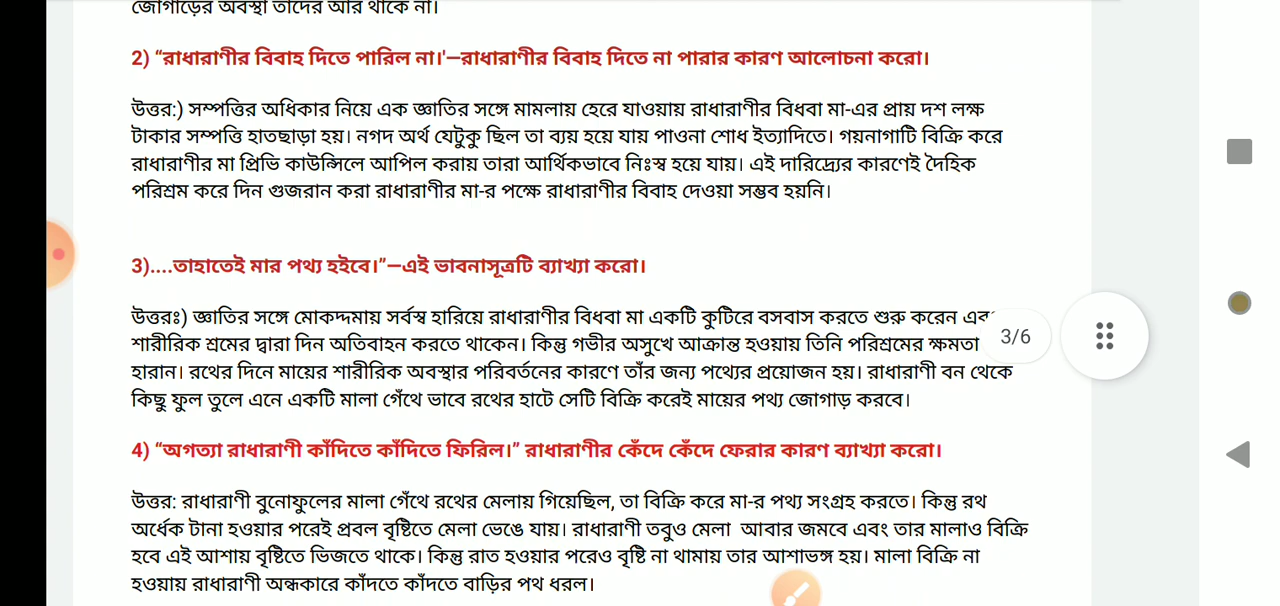 জোগাড়ের অবস্থা তাদের আর থাকে না।
2) “রাধারাণীর বিবাহ দিতে পারিল না।'—রাধারাণীর বিবাহ দিতে না পারার কারণ আলোচনা করো।
উত্তর:) সম্পত্তির অধিকার নিয়ে এক জ্ঞাতির সঙ্গে মামলায় হেরে যাওয়ায় রাধারাণীর বিধবা মা-এর প্রায় দশ লক্ষ
টাকার সম্পত্তি হাতছাড়া হয়। নগদ অর্থ যেটুকু ছিল তা ব্যয় হয়ে যায় পাওনা শোধ ইত্যাদিতে। গয়নাগাটি বিক্রি করে
রাধারাণীর মা প্রিভি কাউন্সিলে আপিল করায় তারা আর্থিকভাবে নিঃস্ব হয়ে যায়। এই দারিদ্র্যের কারণেই দৈহিক
পরিশ্রম করে দিন গুজরান করা রাধারাণীর মা-র পক্ষে রাধারাণীর বিবাহ দেওয়া সম্ভব হয়নি।
3)....তাহাতেই মার পথ্য হইবে।”—এই ভাবনাসূত্রটি ব্যাখ্যা করো।
উত্তরঃ) জ্ঞাতির সঙ্গে মোকদ্দমায় সর্বস্ব হারিয়ে রাধারাণীর বিধবা মা একটি কুটিরে বসবাস করতে শুরু করেন
শারীরিক শ্রমের দ্বারা দিন অতিবাহন করতে থাকেন। কিন্তু গভীর অসুখে আক্রান্ত হওয়ায় তিনি পরিশ্রমের ক্ষমতা
3/6
হারান। রথের দিনে মায়ের শারীরিক অবস্থার পরিবর্তনের কারণে তাঁর জন্য পথ্যের প্রয়োজন হয়। রাধারাণী বন থেকে
কিছু ফুল তুলে এনে একটি মালা গেঁথে ভাবে রথের হাটে সেটি বিক্রি করেই মায়ের পথ্য জোগাড় করবে।
4) “অগত্যা রাধারাণী কাঁদিতে কাঁদিতে ফিরিল।” রাধারাণীর কেঁদে কেঁদে ফেরার কারণ ব্যাখ্যা করো।
উত্তর: রাধারাণী বুনোফুলের মালা গেঁথে রথের মেলায় গিয়েছিল, তা বিক্রি করে মা-র পথ্য সংগ্রহ করতে। কিন্তু রথ
অর্ধেক টানা হওয়ার পরেই প্রবল বৃষ্টিতে মেলা ভেঙে যায়। রাধারাণী তবুও মেলা আবার জমবে এবং তার মালাও বিক্রি
হবে এই আশায় বৃষ্টিতে ভিজতে থাকে। কিন্তু রাত হওয়ার পরেও বৃষ্টি না থামায় তার আশাভঙ্গ হয়। মালা বিক্রি না
হওয়ায় রাধারাণী অন্ধকারে কাঁদতে কাঁদতে বাড়ির পথ ধরল।